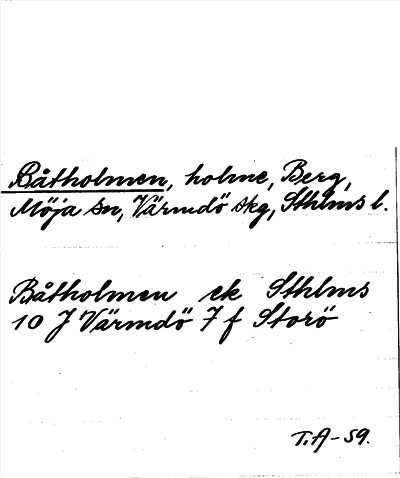 Båtholmen, holme, Berg,
Möja sn, Värmdö skg, Sthlms l.
Båtholmen ek Sthlms
10 J Värmdö 7 f Storö
T.A-59.